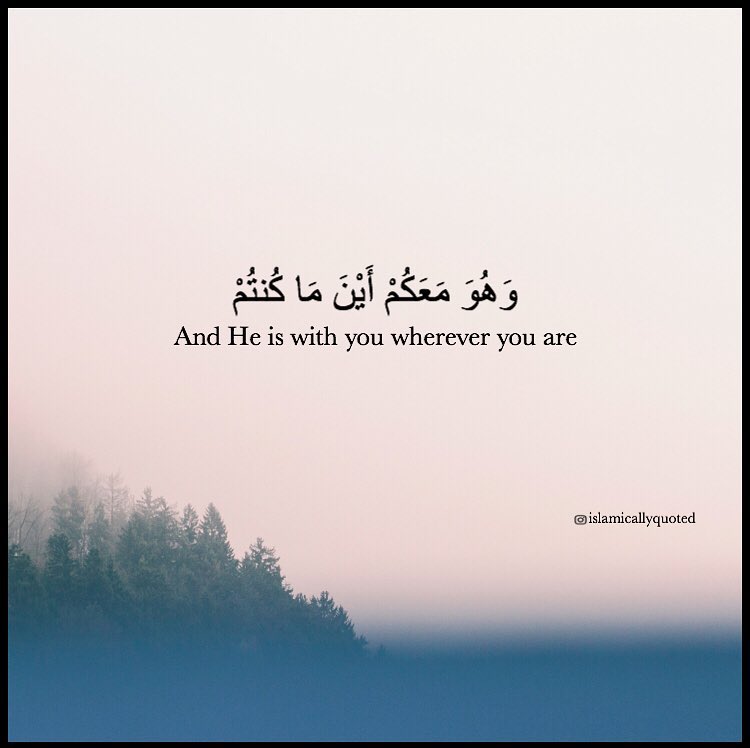 وَهُوَ مَعَكُمْ أَيْنَ مَا كُنتُمْ
And He is with you wherever you are
islamicallyquoted